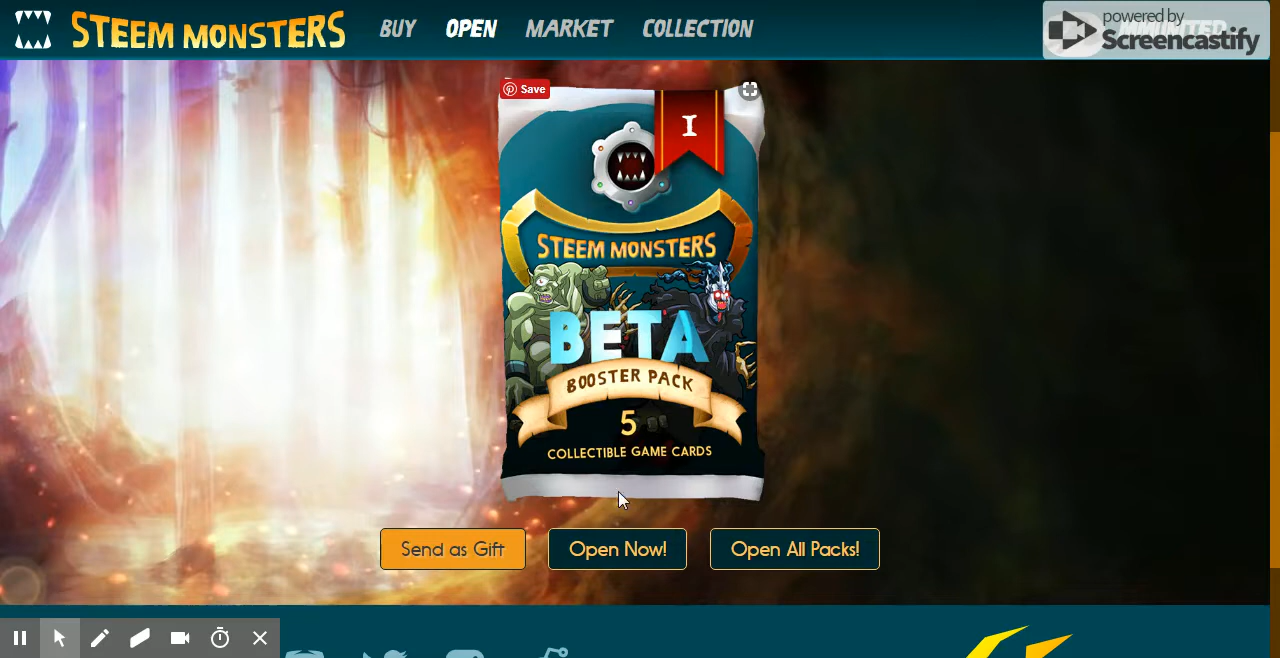 STEEM MONSTERS
BUY OPEN MARKET COLLECTION
powered by
Screencastify
Save
I
STEEM MONSTERS
BETA
BOOSTER PACK
5
COLLECTIBLE GAME CARDS
Send as Gift
Open Now!
Open All Packs!